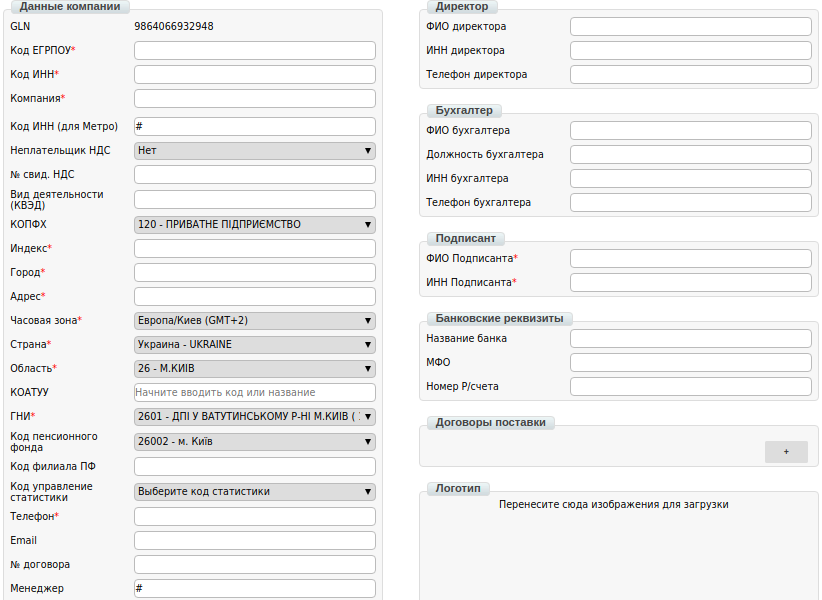 Данные компании
GLN 9864066932948
Код ЕГРПОУ*
Код ИНН*
Компания*
Код ИНН (для Метро) #
Неплательщик НДС Нет
№ свид. НДС
Вид деятельности
(КВЭД)
КОПФХ 120 - ПРИВАТНЕ ПІДПРИЄМСТВО
Индекс*
Город*
Адрес*
Часовая зона* Европа/Киев (GMT+2)
Страна* Украина - UKRAINE
Область* 26 - М.КИЇВ
КОАТУУ Начните вводить код или название
ГНИ* 2601 - ДПІ У ВАТУТИНСЬКОМУ Р-НІ М.КИЇВ (
Код пенсионного
фонда 26002 - м. Київ
Код филиала ПФ
Код управление
статистики Выберите код статистики
Телефон*
Email
№ договора
Менеджер #
Директор
ФИО директора
ИНН директора
Телефон директора
Бухгалтер
ФИО бухгалтера
Должность бухгалтера
ИНН бухгалтера
Телефон бухгалтера
Подписант
ФИО Подписанта*
ИНН Подписанта*
Банковские реквизиты
Название банка
МФО
Номер Р/счета
Договоры поставки
+
Логотип
Перенесите сюда изображения для загрузки